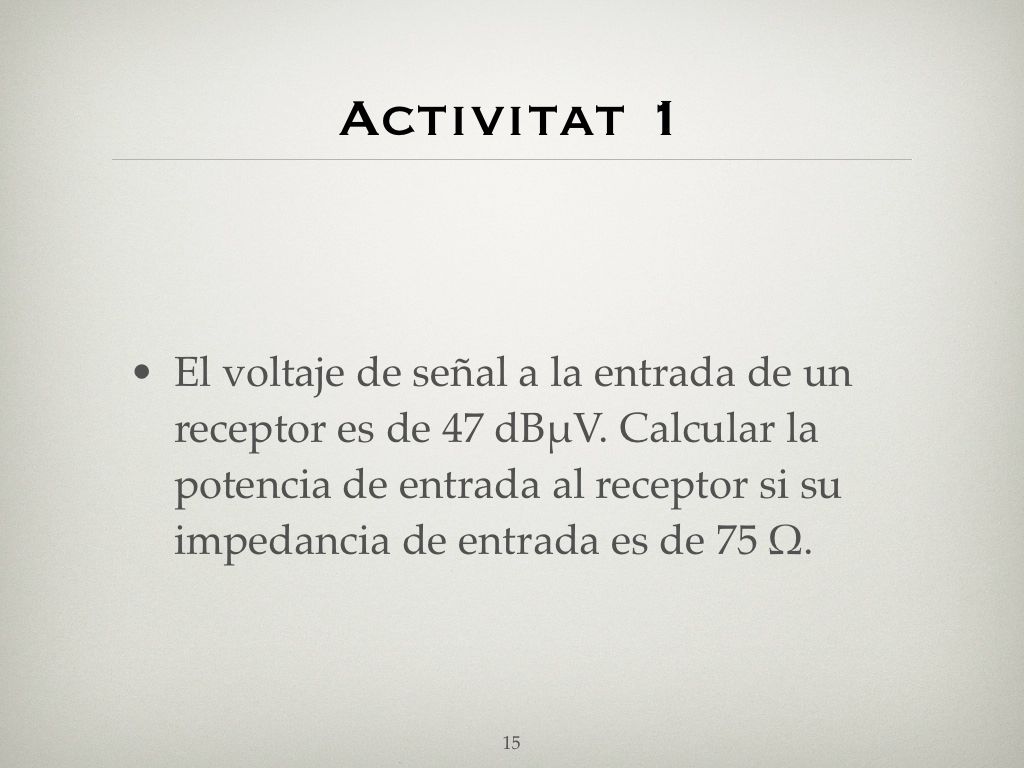 Activitat 1
• El voltaje de señal a la entrada de un
receptor es de 47 dBμV. Calcular la
potencia de entrada al receptor si su
impedancia de entrada es de 75 Ω.
15